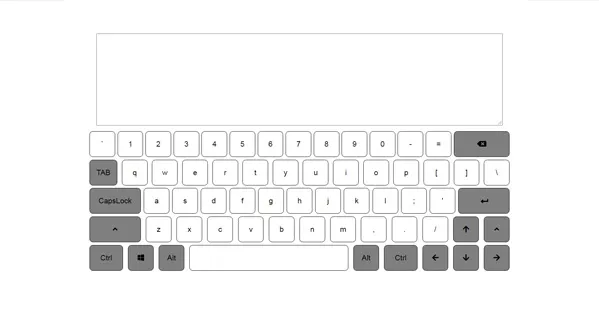 ` 1 2 3 4 5 6 7 8 9 0 - =
TAB q w e r t y u i o p [ ] \
CapsLock a s d f g h j k l ; '
z x c v b n m , . /
Ctrl Alt Alt Ctrl